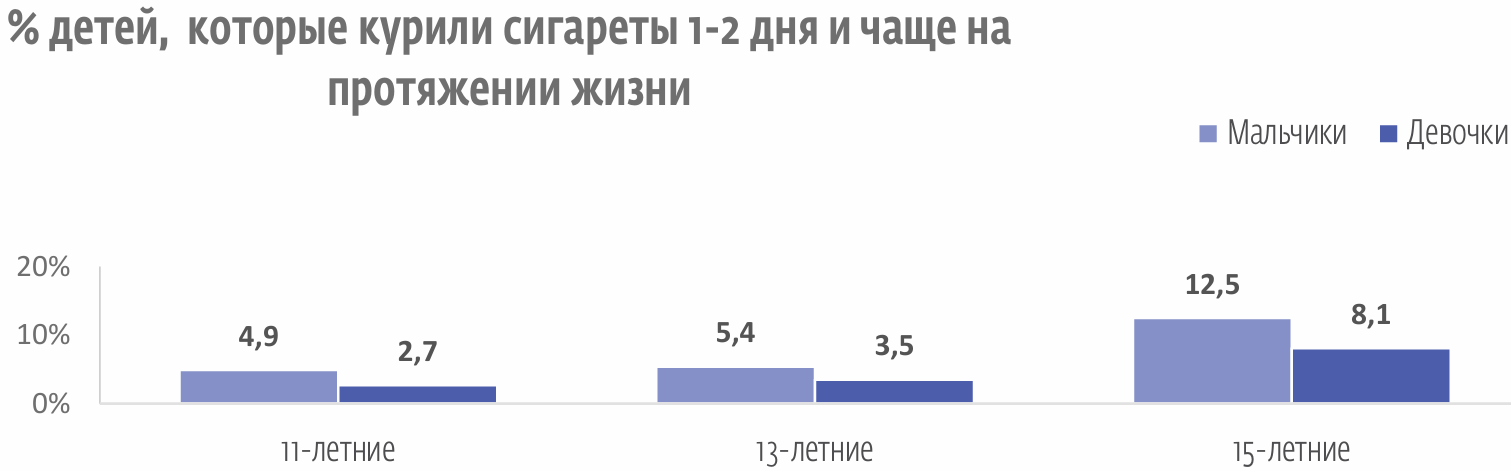 % детей, которые курили сигареты 1-2 дня и чаще на
протяжении жизни
Мальчики Девочки
20%
10%
0%
4,9 2,7 5,4 3,5 12,5 8,1
11-летние 13-летние 15-летние